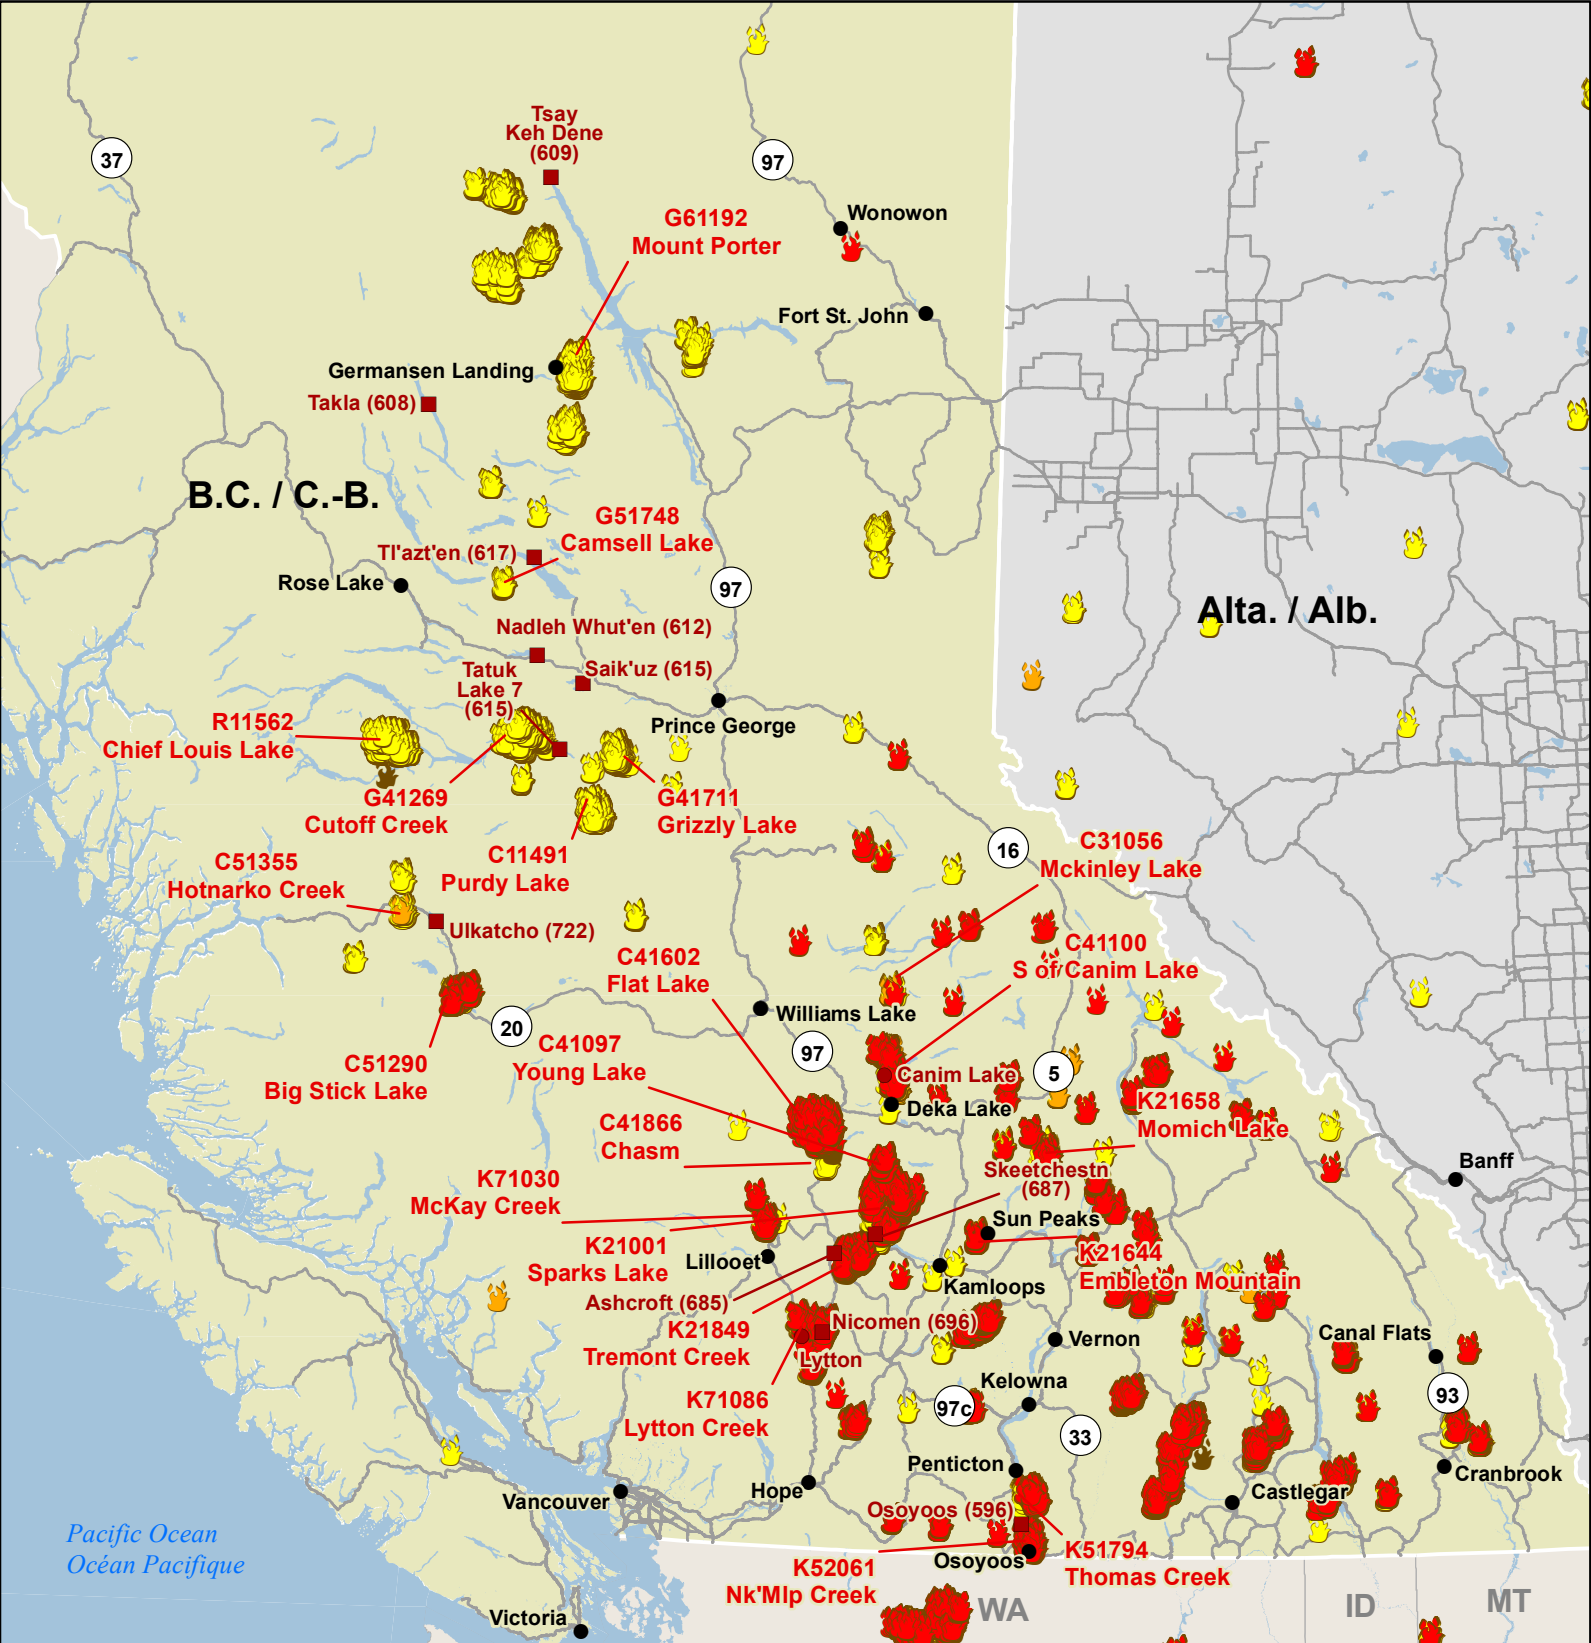 Tsay
Keh Dene
(609)
37
97
Wonowon
G61192
Mount Porter
Fort St. John
Germansen Landing
Takla (608)
B.C. / C.-B.
G51748
Camsell Lake
Tl'azt'en (617)
Rose Lake
97
Alta. / Alb.
Nadleh Whut'en (612)
Tatuk
Lake 7
(615)
Saik'uz (615)
R11562
Chief Louis Lake
Prince George
G41269
Cutoff Creek
G41711
Grizzly Lake
C11491
Purdy Lake
16
C31056
Mckinley Lake
C51355
Hotnarko Creek
Ulkatcho (722)
C41602
Flat Lake
C41100
S of Canim Lake
Williams Lake
20
97
C51290
Big Stick Lake
C41097
Young Lake
Canim Lake
5
Deka Lake
C41866
Chasm
K21658
Momich Lake
Banff
K71030
McKay Creek
Skeetchestn
(687)
Sun Peaks
K21001
Sparks Lake
Lillooet
K21644
Embleton Mountain
Kamloops
Ashcroft (685)
K21849
Tremont Creek
Nicomen (696)
Lytton
Vernon
Canal Flats
K71086
Lytton Creek
Kelowna
97c
93
33
Penticton
Hope
Cranbrook
Castlegar
Vancouver
Osoyoos (596)
Pacific Ocean
Océan Pacifique
K52061
Nk'Mlp Creek
Osoyoos
K51794
Thomas Creek
Victoria
WA
ID
MT